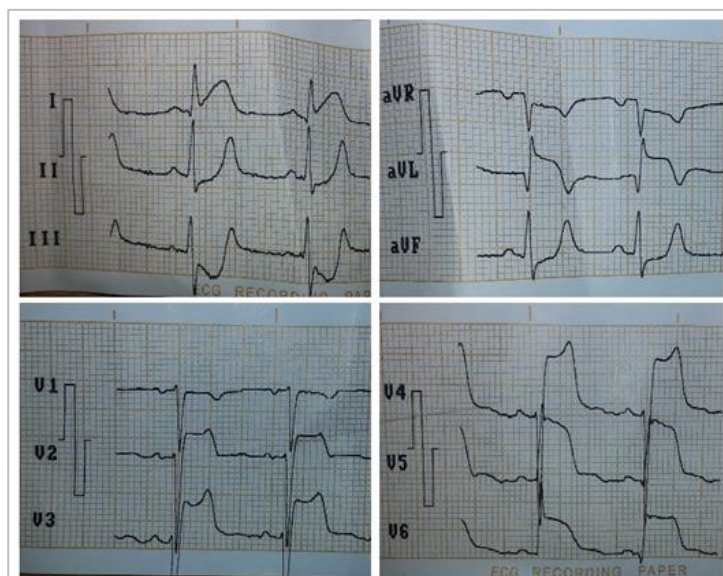 I
II
III
ECG RECORDING PAP
aVR
aVL
aVF
V1
V2
V3
V4
V5
V6
ECG RECORDING PAPER